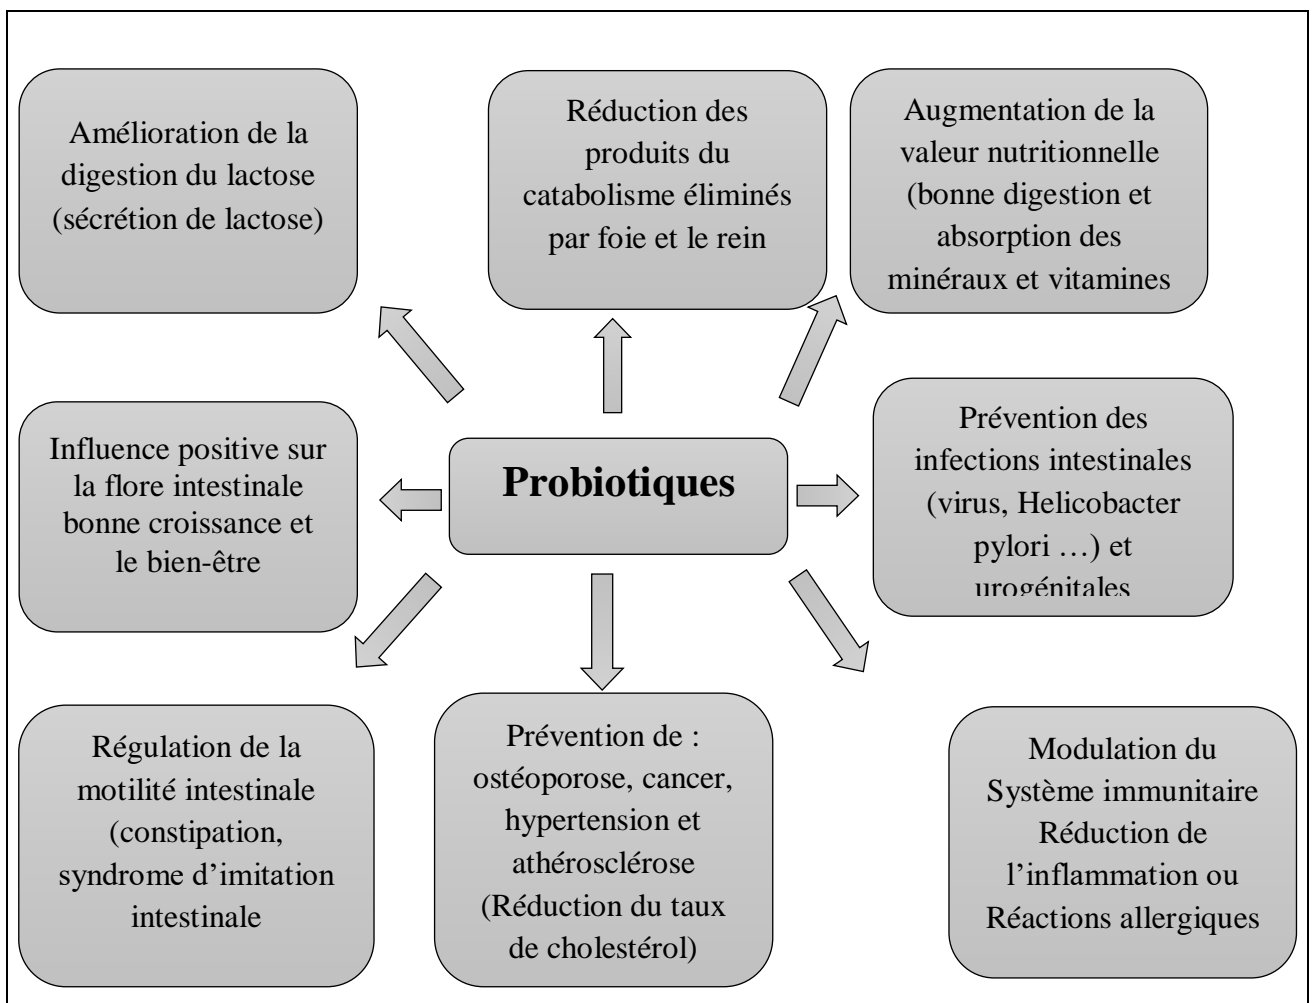 Amélioration de la
digestion du lactose
(sécrétion de lactose)
Réduction des
produits du
catabolisme éliminés
par foie et le rein
Augmentation de la
valeur nutritionnelle
(bonne digestion et
absorption des
minéraux et vitamines
Influence positive sur
la flore intestinale
bonne croissance et
le bien-être
Probiotiques
Prévention des
infections intestinales
(virus, Helicobacter
pylori …) et
urogénitales
Régulation de la
motilité intestinale
(constipation,
syndrome d’imitation
intestinale
Prévention de :
ostéoporose, cancer,
hypertension et
athérosclérose
(Réduction du taux
de cholestérol)
Modulation du
Système immunitaire
Réduction de
l’inflammation ou
Réactions allergiques